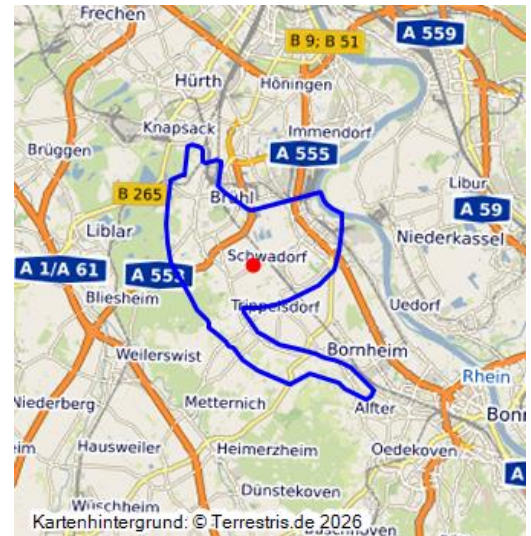 Frechen
A 559
B 9; B 51
Hürth
Höningen
Knapsack
Immendorf
Brüggen
A 555
Libur
B 265
Brühl
A 59
Liblar
Niederkassel
Schwadorf
A 1/A 61
A 553
Bliesheim
Trippelsdorf
Uedorf
Weilerswist
Bornheim
Rhein
Niederberg
Metternich
Alfter
Bonn
Hausweiler
Heimerzheim
Oedekoven
Dünstekoven
A
Wüschheim
Kartenhintergrund: © Terrestris.de 2026